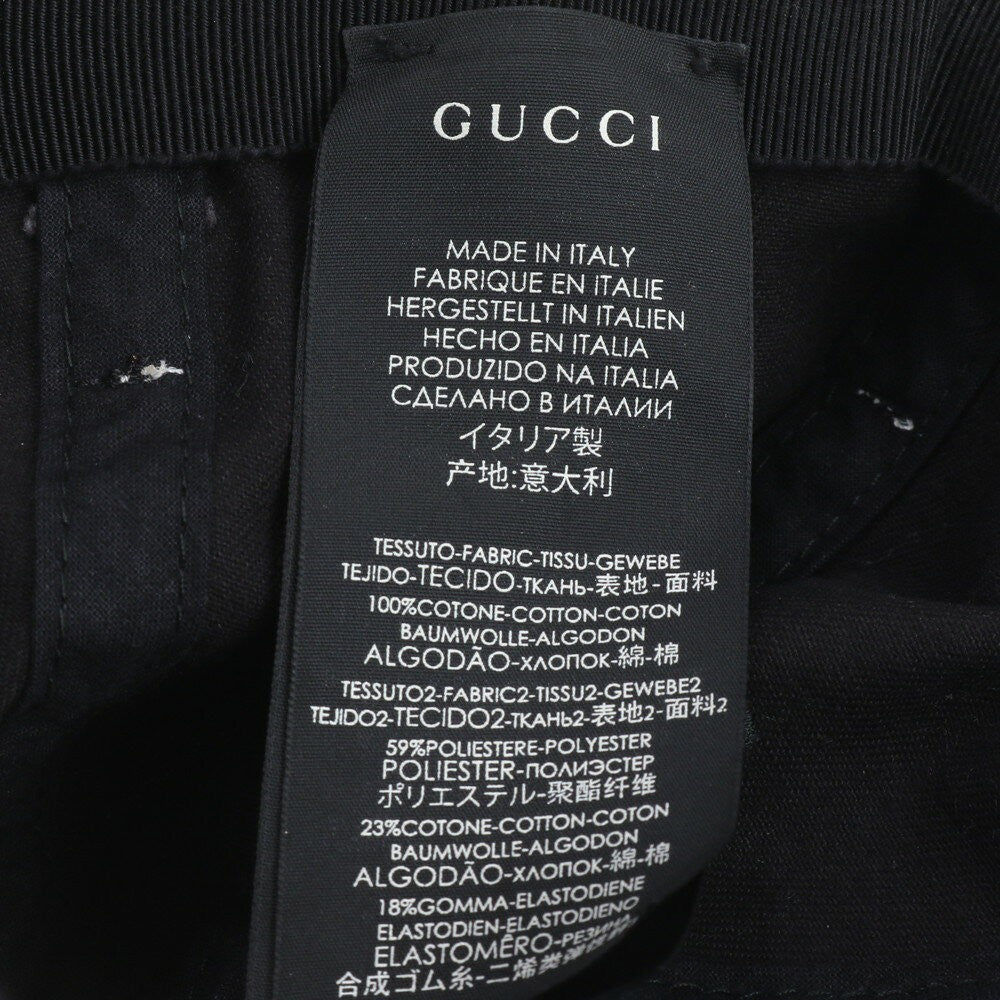 GUCCI
MADE IN ITALY
FABRIQUE EN ITALIE
HERGESTELLT IN ITALIEN
HECHO EN ITALIA
PRODUZIDO NA ITALIA
СДЕЛАНО В ИТАЛИИ
イタリア製
产地:意大利
TESSUTO-FABRIC-TISSU-GEWEBE
TEJIDO-TECIDO-ТКАНЬ-表地-面料
100%COTONE-COTTON-COTON
BAUMWOLLE-ALGODON
ALGODÃO-ХЛОПОК-綿-棉
TESSUTO2-FABRIC2-TISSU2-GEWEBE2
TEJIDO2-TECIDO2-ТКАНЬ2-表地2-面料2
59%POLIESTERE-POLYESTER
POLIESTER-ПОЛИЭСТЕР
ポリエステル-聚酯纤维
23%COTONE-COTTON-COTON
BAUMWOLLE-ALGODON
ALGODÃO-ХЛОПОК-綿-棉
18%GOMMA-ELASTODIENE
ELASTODIEN-ELASTODIENO
ELASTOMÊRO-РЕЗИНА-
合成ゴム糸-二烯类弹性